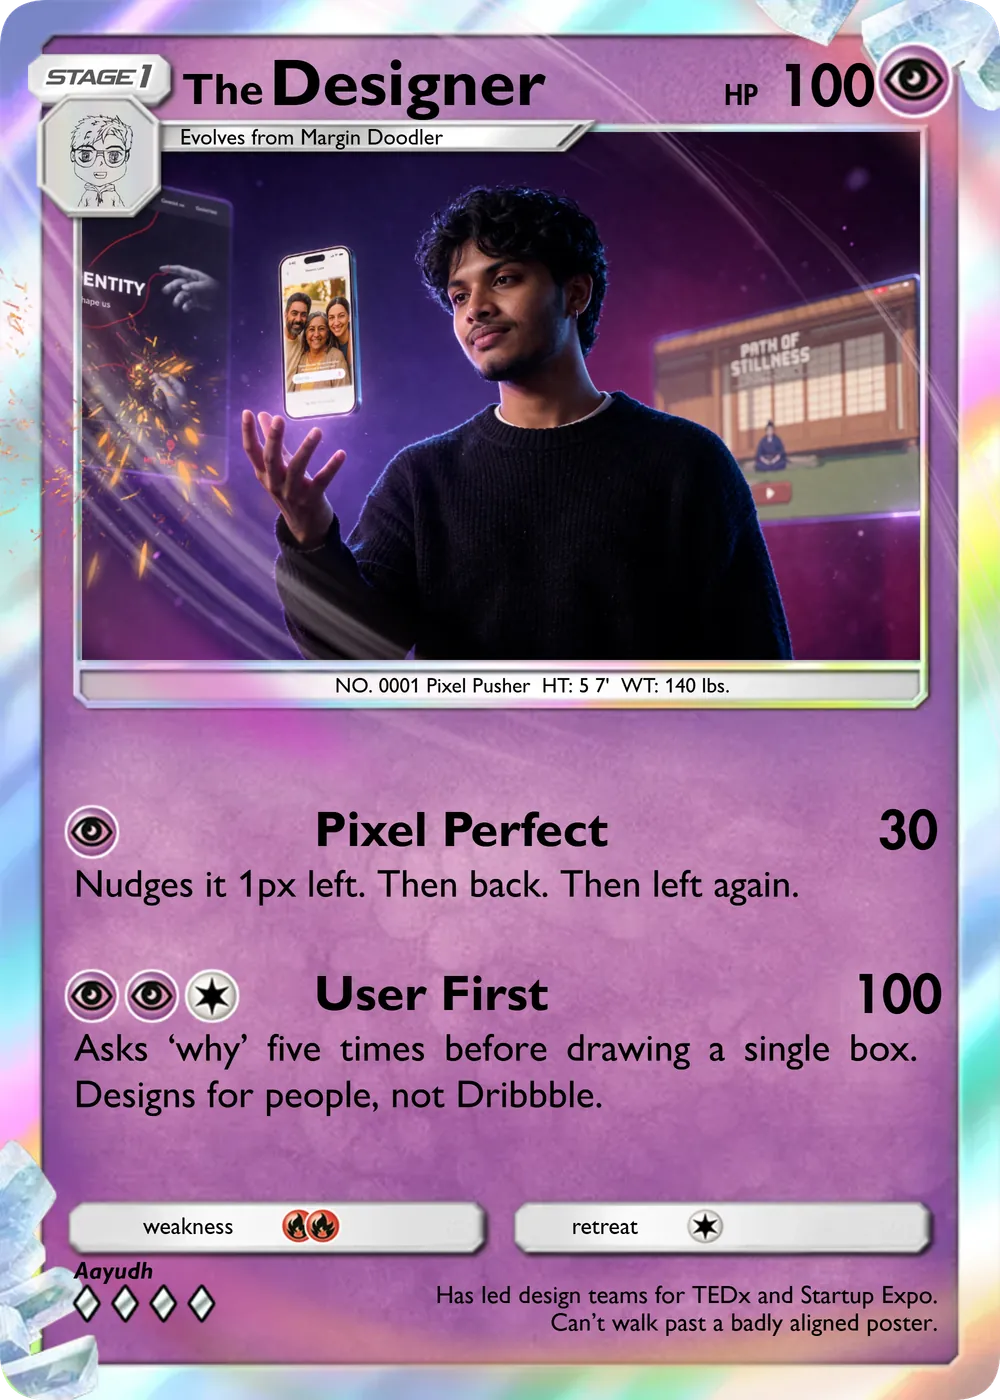 STAGE 1
The Designer
HP 100
Evolves from Margin Doodler
ENTITY
hape us
PATH OF
STILLNESS
NO. 0001 Pixel Pusher HT: 5 7' WT: 140 lbs.
Pixel Perfect 30
Nudges it 1px left. Then back. Then left again.
User First 100
Asks ‘why’ five times before drawing a single box.
Designs for people, not Dribbble.
weakness
retreat
Aayudh
Has led design teams for TEDx and Startup Expo.
Can’t walk past a badly aligned poster.